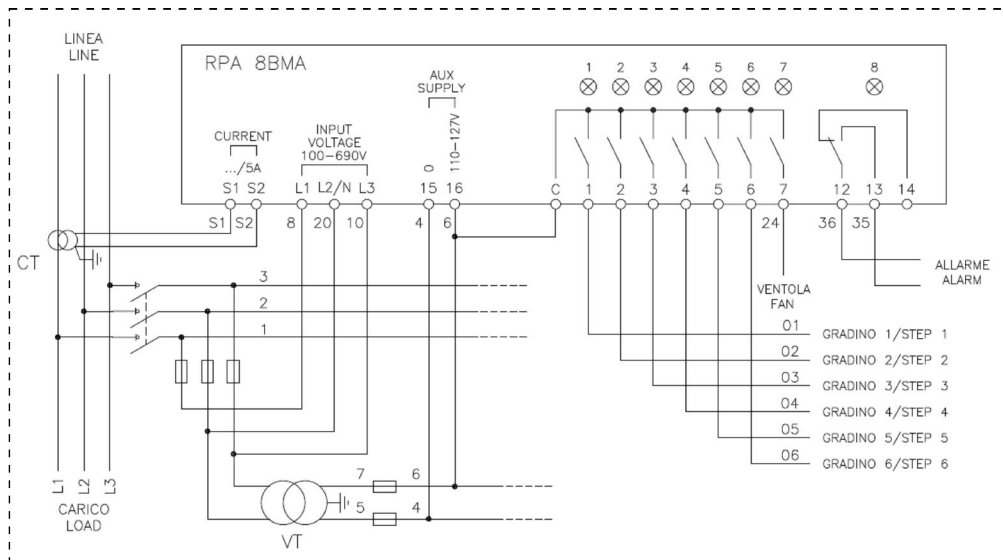 LINEA
LINE
RPA 8BMA
AUX
SUPPLY
1 2 3 4 5 6 7 8
CURRENT
.../5A
INPUT
VOLTAGE
100-690V
0
110-127V
S1 S2 L1 L2/N L3 15 16 C 1 2 3 4 5 6 7 12 13 14
S1 S2 8 20 10 4 6 24 36 35
CT
3
2
1
VENTOLA
FAN
ALLARME
ALARM
01 GRADINO 1/STEP 1
02 GRADINO 2/STEP 2
03 GRADINO 3/STEP 3
04 GRADINO 4/STEP 4
05 GRADINO 5/STEP 5
06 GRADINO 6/STEP 6
7 6
5 4
L1
L2
L3
CARICO
LOAD
VT